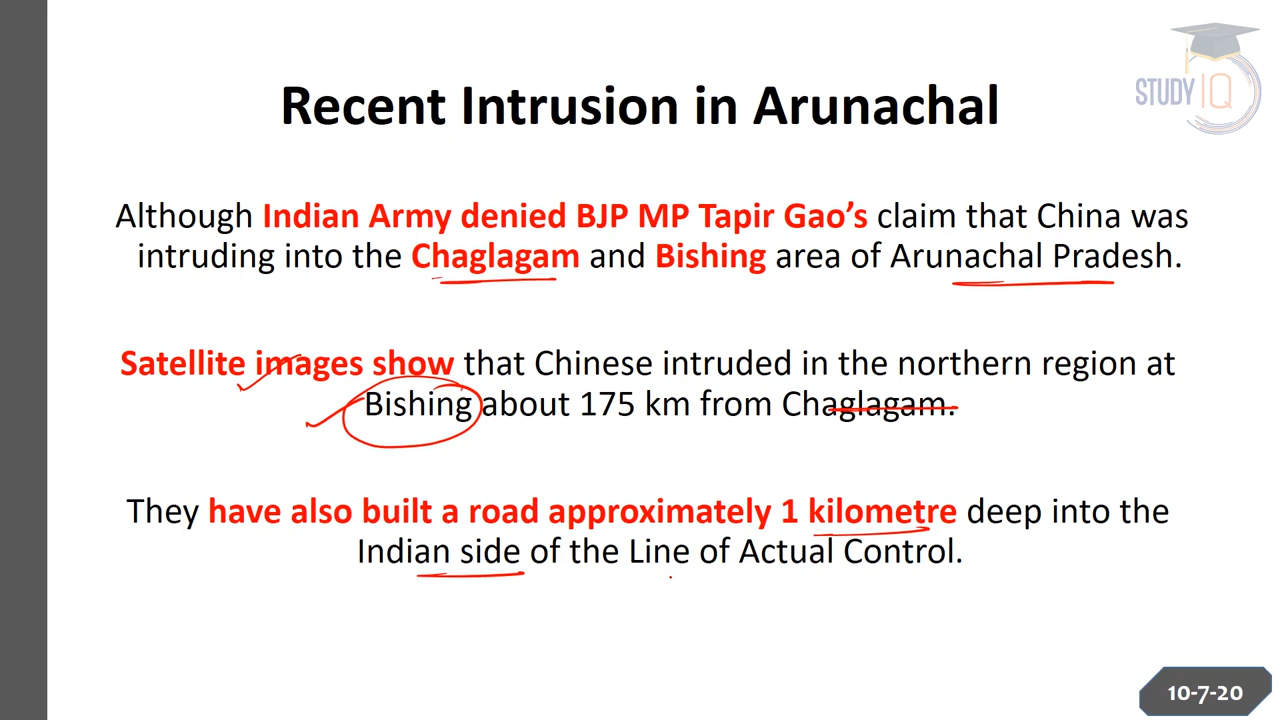 STUDY IQ
Recent Intrusion in Arunachal
Although Indian Army denied BJP MP Tapir Gao’s claim that China was
intruding into the Chaglagam and Bishing area of Arunachal Pradesh.
Satellite images show that Chinese intruded in the northern region at
Bishing about 175 km from Chaglagam.
They have also built a road approximately 1 kilometre deep into the
Indian side of the Line of Actual Control.
10-7-20